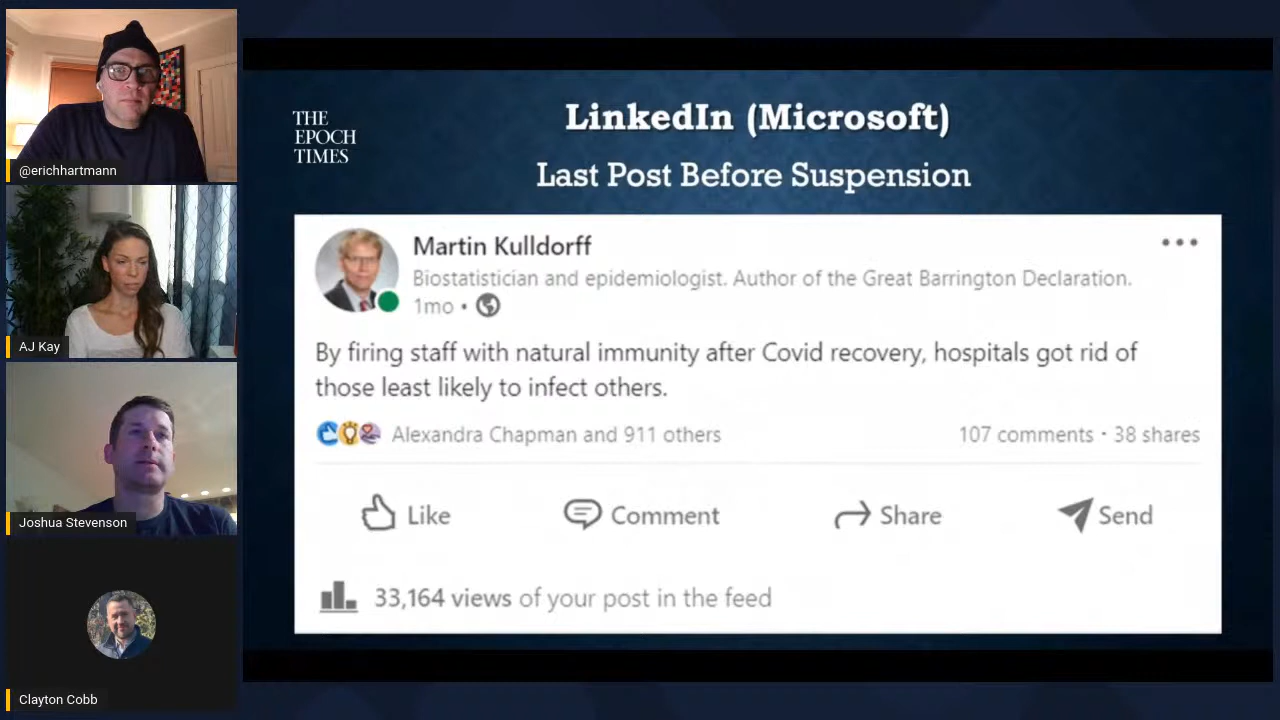 @erichhartmann
AJ Kay
Joshua Stevenson
Clayton Cobb
THE
EPOCH
TIMES
LinkedIn (Microsoft)
Last Post Before Suspension
Martin Kulldorff
Biostatistician and epidemiologist. Author of the Great Barrington Declaration.
1mo •
By firing staff with natural immunity after Covid recovery, hospitals got rid of
those least likely to infect others.
Alexandra Chapman and 911 others
107 comments · 38 shares
Like
Comment
Share
Send
33,164 views of your post in the feed